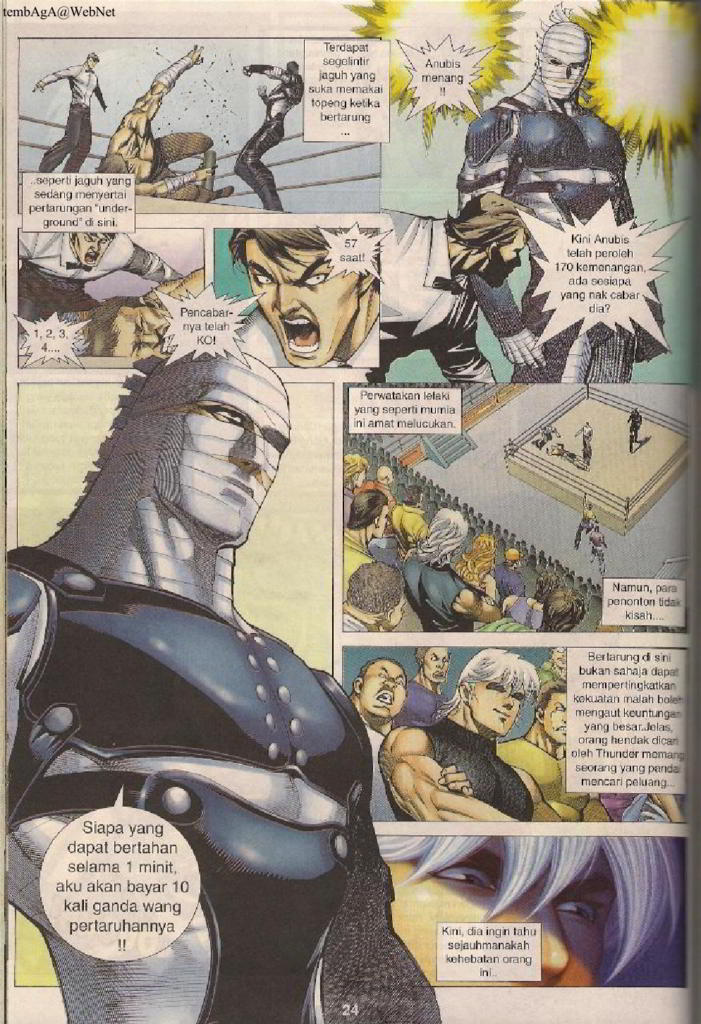 tembAgA@WebNet
Terdapat
segelintir
jaguh yang
suka memakai
topeng ketika
bertarung
...
..seperti jaguh yang
sedang menyertai
pertarungan "under-
ground" di sini.
Anubis
menang
!!
1, 2, 3,
4....
Pencabar-
nya telah
KO!
57
saat!
Kini Anubis
telah peroleh
170 kemenangan,
ada sesiapa
yang nak cabar
dia?
Perwatakan lelaki
yang seperti mumia
ini amat melucukan.
Namun, para
penonton tidak
kisah....
Siapa yang
dapat bertahan
selama 1 minit,
aku akan bayar 10
kali ganda wang
pertaruhannya
!!
Bertarung di sini
bukan sahaja dapat
mempertingkatkan
kekuatan malah boleh
mengaut keuntungan
yang besar.Jelas,
orang hendak dicari
oleh Thunder memang
seorang yang pandai
mencari peluang...
Kini, dia ingin tahu
sejauhmanakah
kehebatan orang
ini..
24